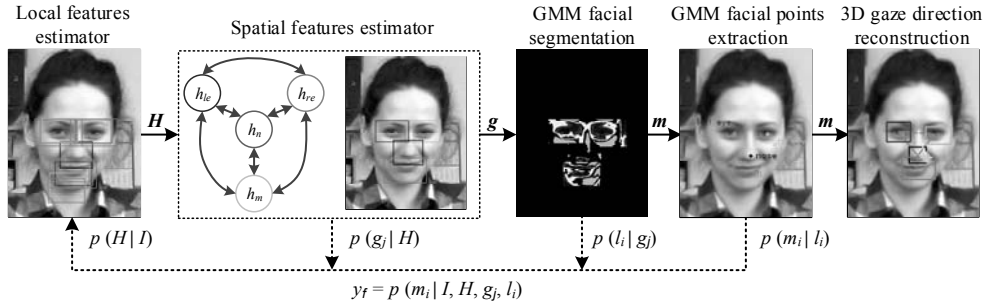 Local features
estimator
Spatial features estimator
GMM facial
segmentation
GMM facial points
extraction
3D gaze direction
reconstruction
H
h_le
h_re
h_n
h_m
g
m
m
nose
p (H | I)
p (g_j | H)
p (l_i | g_j)
p (m_i | l_i)
y_f = p (m_i | I, H, g_j, l_i)